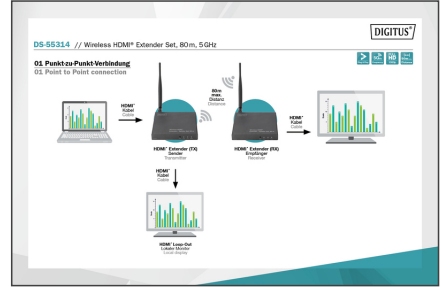 DIGITUS®
DS-55314 // Wireless HDMI® Extender Set, 80 m, 5 GHz
01 Punkt-zu-Punkt-Verbindung
01 Point to Point connection
HDMI®
Kabel
Cable
80m
max.
Distanz
Distance
HDMI®
Kabel
Cable
HDMI® Extender (TX)
Sender
Transmitter
HDMI® Extender (RX)
Empfänger
Receiver
HDMI®
Kabel
Cable
HDMI® Loop-Out
Lokaler Monitor
Local display